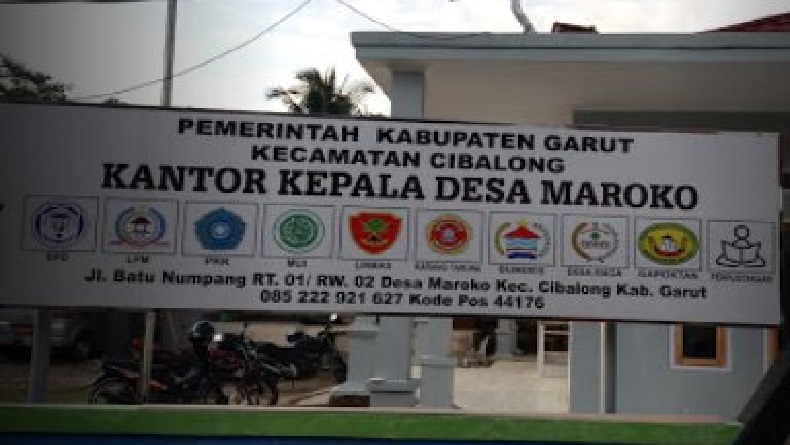 PEMERINTAH KABUPATEN GARUT
KECAMATAN CIBALONG
KANTOR KEPALA DESA MAROKO
BPD LPM PKK MUI LINMAS KARANG TARUNA BUMDES DESA SIAGA GAPOKTAN PERPUSTAKAAN
Jl. Batu Numpang RT. 01/ RW. 02 Desa Maroko Kec. Cibalong Kab. Garut
085 222 921 627 Kode Pos 44176